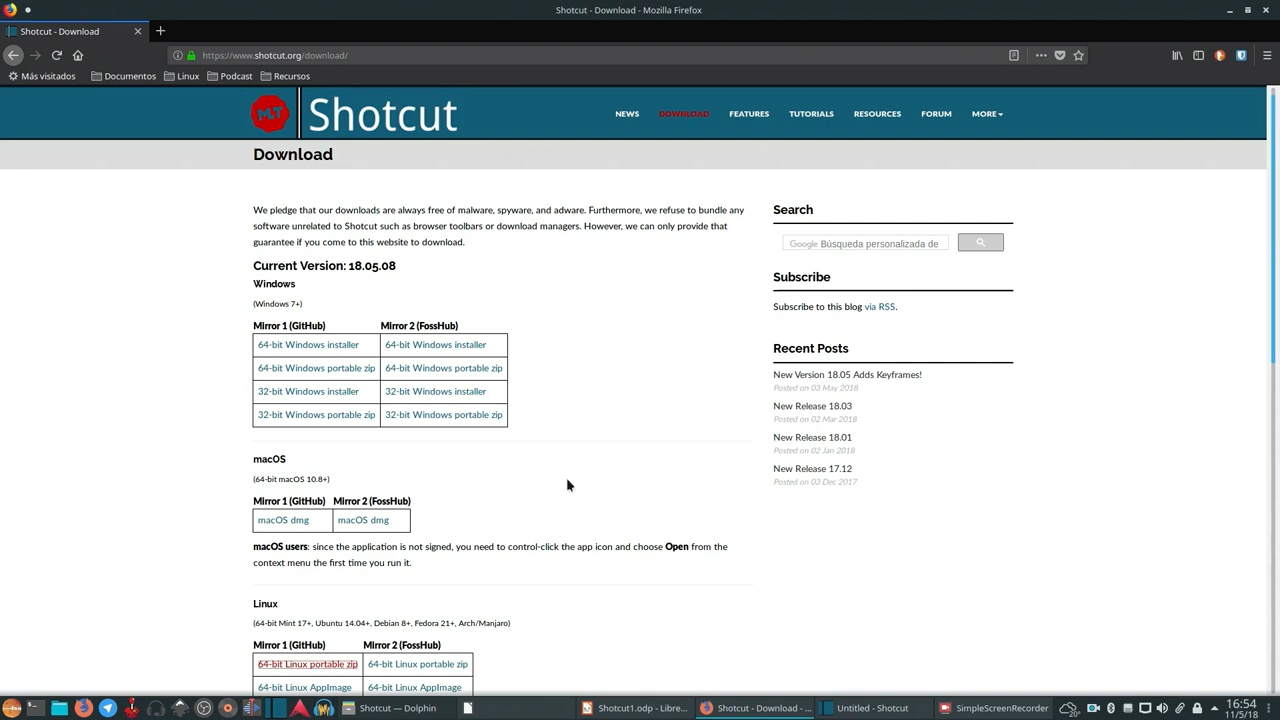 Shotcut - Download - Mozilla Firefox
Shotcut - Download
https://www.shotcut.org/download/
Más visitados
Documentos
Linux
Podcast
Recursos
MLT
Shotcut
NEWS
DOWNLOAD
FEATURES
TUTORIALS
RESOURCES
FORUM
MORE
Download
We pledge that our downloads are always free of malware, spyware, and adware. Furthermore, we refuse to bundle any
software unrelated to Shotcut such as browser toolbars or download managers. However, we can only provide that
guarantee if you come to this website to download.
Current Version: 18.05.08
Windows
(Windows 7+)
Mirror 1 (GitHub) Mirror 2 (FossHub)
64-bit Windows installer 64-bit Windows installer
64-bit Windows portable zip 64-bit Windows portable zip
32-bit Windows installer 32-bit Windows installer
32-bit Windows portable zip 32-bit Windows portable zip
macOS
(64-bit macOS 10.8+)
Mirror 1 (GitHub) Mirror 2 (FossHub)
macOS dmg macOS dmg
macOS users: since the application is not signed, you need to control-click the app icon and choose Open from the
context menu the first time you run it.
Linux
(64-bit Mint 17+, Ubuntu 14.04+, Debian 8+, Fedora 21+, Arch/Manjaro)
Mirror 1 (GitHub) Mirror 2 (FossHub)
64-bit Linux portable zip 64-bit Linux portable zip
64-bit Linux AppImage 64-bit Linux AppImage
Search
Google Búsqueda personalizada de
Subscribe
Subscribe to this blog via RSS.
Recent Posts
New Version 18.05 Adds Keyframes!
Posted on 03 May 2018
New Release 18.03
Posted on 02 Mar 2018
New Release 18.01
Posted on 02 Jan 2018
New Release 17.12
Posted on 03 Dec 2017
Shotcut — Dolphin
Shotcut1.odp - Libre...
Shotcut - Download - ...
Untitled - Shotcut
SimpleScreenRecorder
20°
16:54
11/5/18